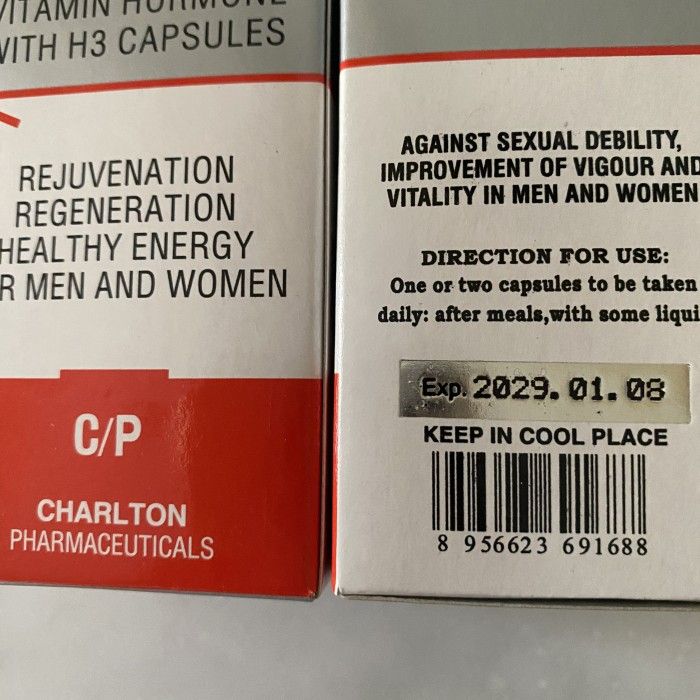 VITAMIN HORMONE
WITH H3 CAPSULES
REJUVENATION
REGENERATION
HEALTHY ENERGY
R MEN AND WOMEN
C/P
CHARLTON
PHARMACEUTICALS
AGAINST SEXUAL DEBILITY,
IMPROVEMENT OF VIGOUR AND
VITALITY IN MEN AND WOMEN
DIRECTION FOR USE:
One or two capsules to be taken
daily: after meals,with some liqui
Exp. 2029. 01. 08
KEEP IN COOL PLACE
8 956623 691688